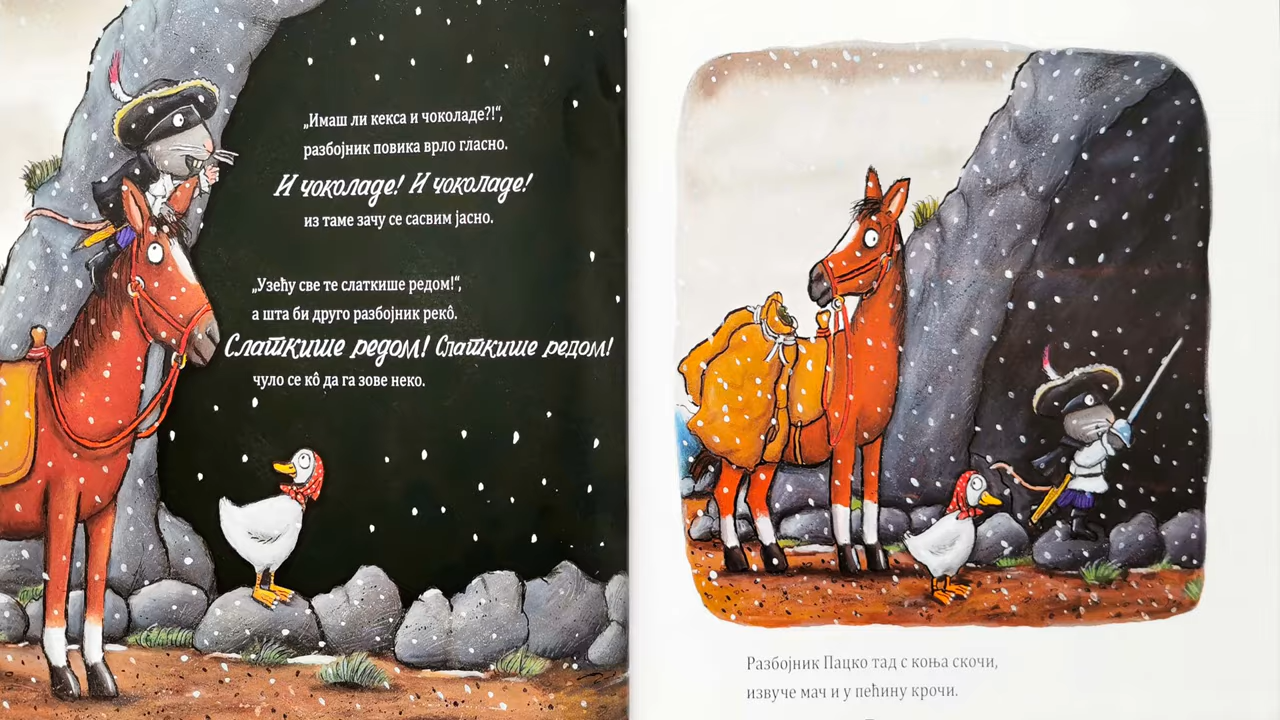 „Имаш ли кекса и чоколаде?!“,
разбојник повика врло гласно.
И чоколаде! И чоколаде!
из таме зачу се сасвим јасно.
„Узећу све те слаткише редом!“,
а шта би друго разбојник рекô.
Слаткише редом! Слаткише редом!
чуло се кô да га зове неко.
Разбојник Пацко тад с коња скочи,
извуче мач и у пећину крочи.